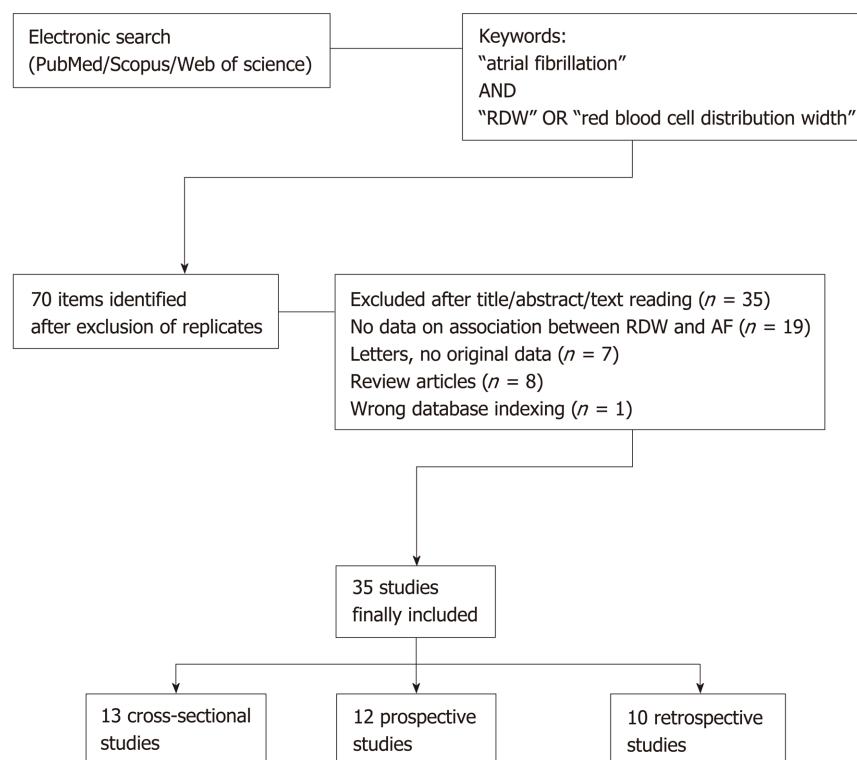 Electronic search
(PubMed/Scopus/Web of science)
Keywords:
“atrial fibrillation”
AND
“RDW” OR “red blood cell distribution width”
70 items identified
after exclusion of replicates
Excluded after title/abstract/text reading (n = 35)
No data on association between RDW and AF (n = 19)
Letters, no original data (n = 7)
Review articles (n = 8)
Wrong database indexing (n = 1)
35 studies
finally included
13 cross-sectional
studies
12 prospective
studies
10 retrospective
studies